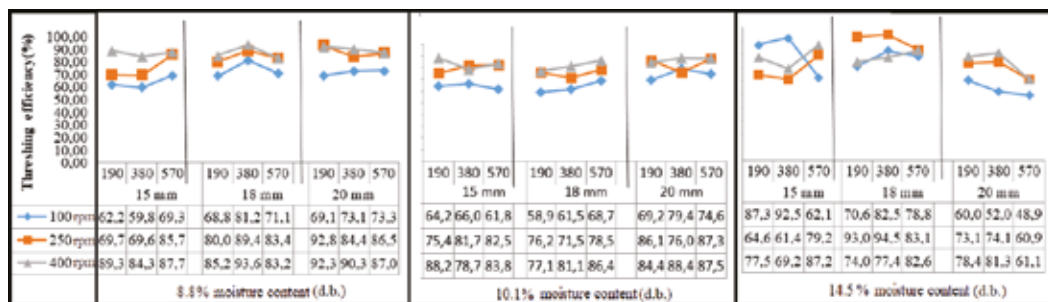 Threshing efficiency(%)
100,00
90,00
80,00
70,00
60,00
50,00
40,00
30,00
20,00
10,00
0,00
190 380 570 190 380 570 190 380 570 190 380 570 190 380 570 190 380 570 190 380 570 190 380 570 190 380 570
15 mm 18 mm 20 mm 15 mm 18 mm 20 mm 15 mm 18 mm 20 mm
100 rpm 62,2 59,8 69,3 68,8 81,2 71,1 69,1 73,1 73,3 64,2 66,0 61,8 58,9 61,5 68,7 69,2 79,4 74,6 87,3 92,5 62,1 70,6 82,5 78,8 60,0 52,0 48,9
250 rpm 69,7 69,6 85,7 80,0 89,4 83,4 92,8 84,4 86,5 75,4 81,7 82,5 76,2 71,5 78,5 86,1 76,0 87,3 64,6 61,4 79,2 93,0 94,5 83,1 73,1 74,1 60,9
400 rpm 89,3 84,3 87,7 85,2 93,6 83,2 92,3 90,3 87,0 88,2 78,7 83,8 77,1 81,1 86,4 84,4 88,4 87,5 77,5 69,2 87,2 74,0 77,4 82,6 78,4 81,3 61,1
8.8% moisture content (d.b.) 10.1% moisture content (d.b.) 14.5% moisture content (d.b.)